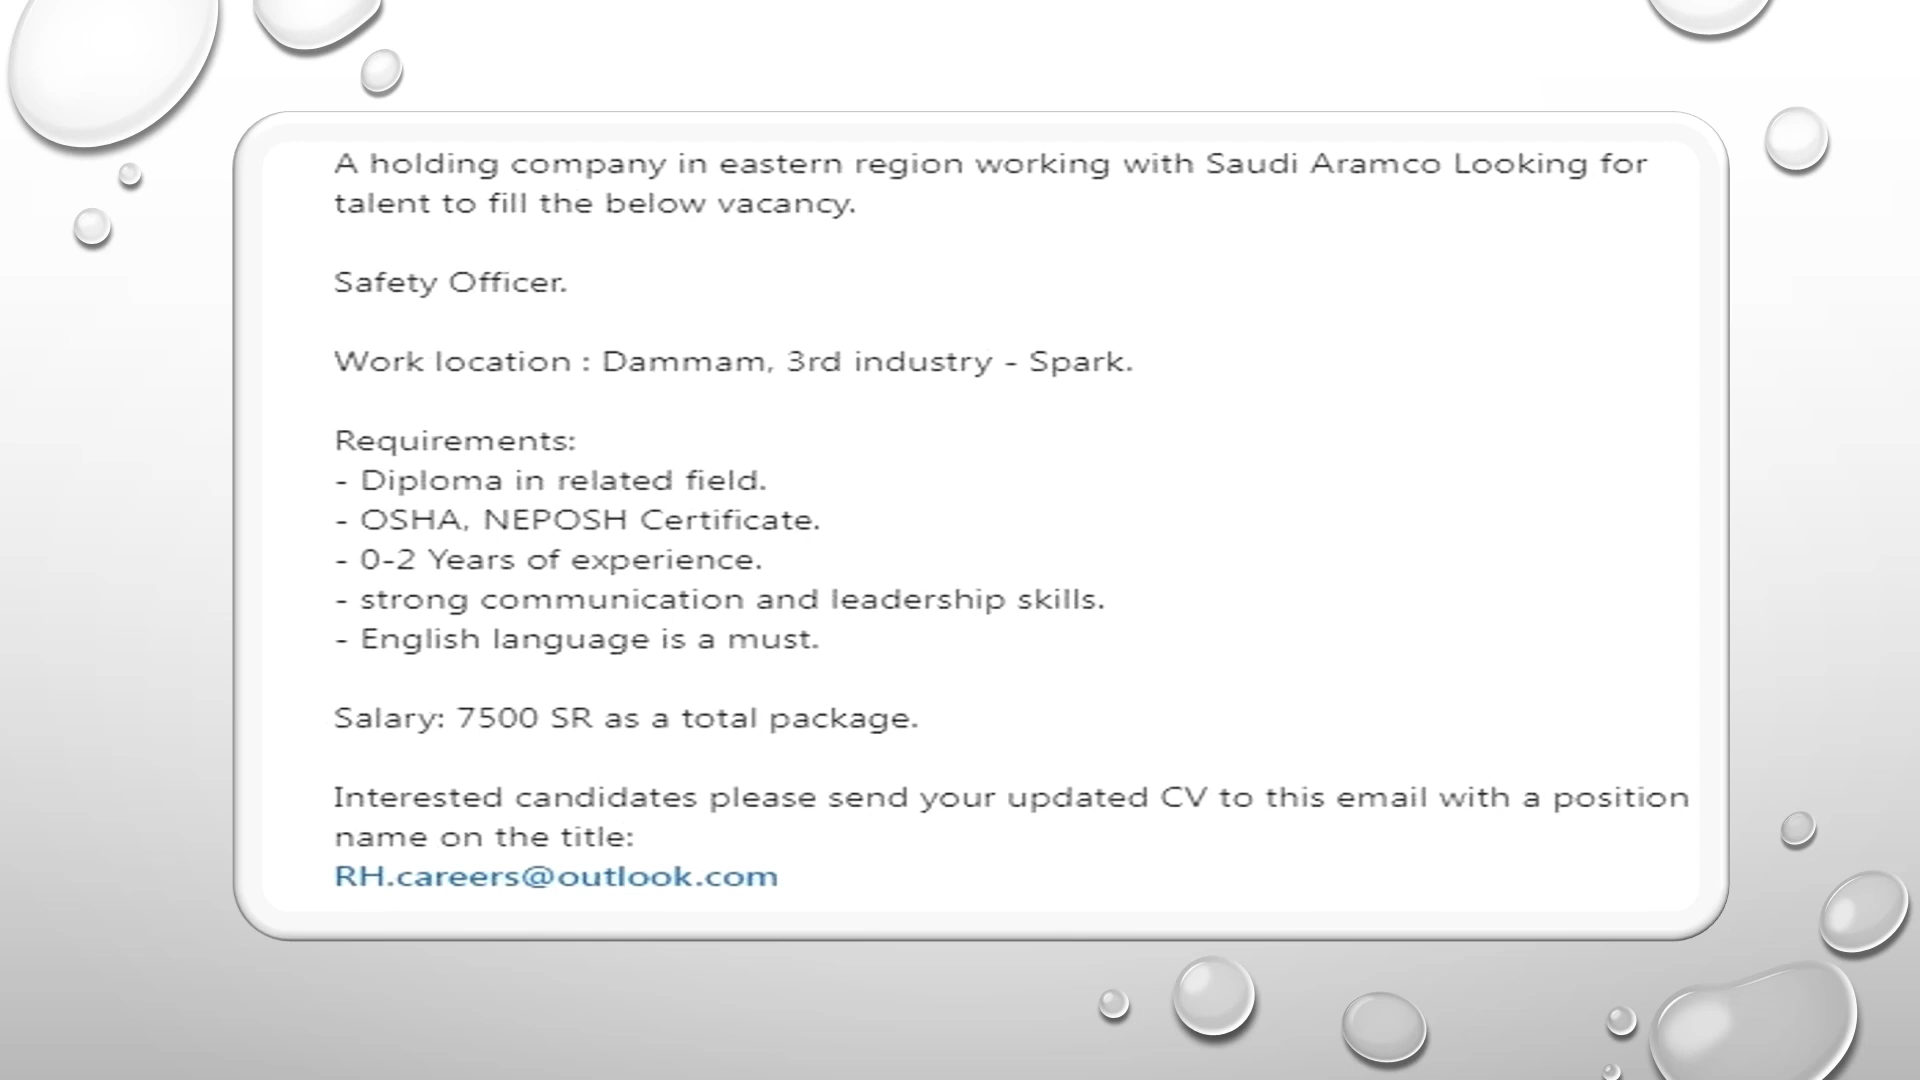 A holding company in eastern region working with Saudi Aramco Looking for
talent to fill the below vacancy.
Safety Officer.
Work location : Dammam, 3rd industry - Spark.
Requirements:
- Diploma in related field.
- OSHA, NEPOSH Certificate.
- 0-2 Years of experience.
- strong communication and leadership skills.
- English language is a must.
Salary: 7500 SR as a total package.
Interested candidates please send your updated CV to this email with a position
name on the title:
RH.careers@outlook.com